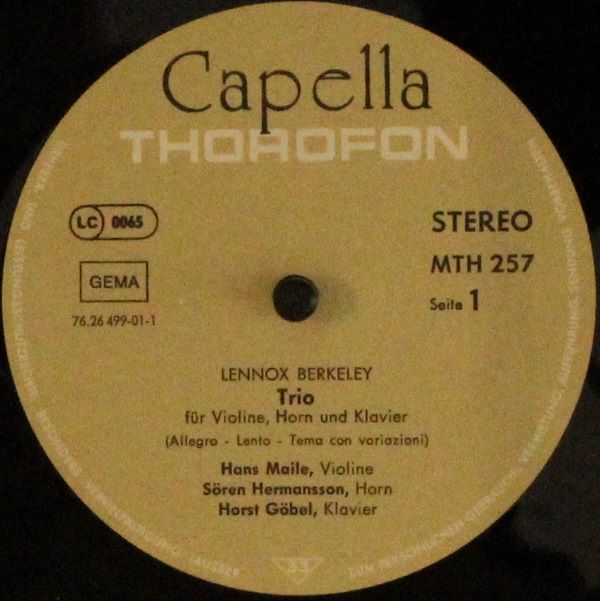 Capella
THOROFON
LC 0065
STEREO
GEMA
MTH 257
76.26 499-01-1
Seite 1
LENNOX BERKELEY
Trio
für Violine, Horn und Klavier
(Allegro - Lento - Tema con variazioni)
Hans Maile, Violine
Sören Hermansson, Horn
Horst Göbel, Klavier
33